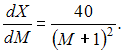 dX/dM = 40/(M + 1)².